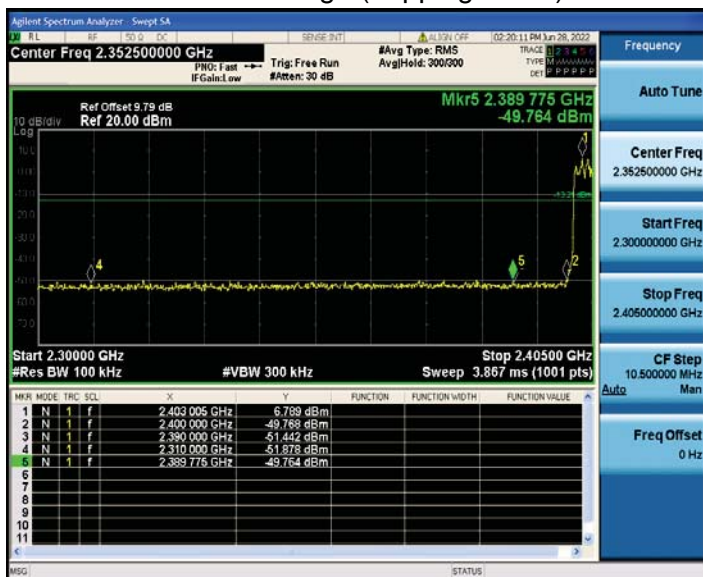 Agilent Spectrum Analyzer - Swept SA
RL RF 50 Ω DC SENSE:INT ALIGN OFF 02:20:11 PM Jun 28, 2022
Center Freq 2.352500000 GHz
PNO: Fast Trig: Free Run
IFGain:Low #Atten: 30 dB
#Avg Type: RMS
Avg|Hold: 300/300
TRACE 1 2 3 4 5 6
TYPE M
DET P P P P P P
Ref Offset 9.79 dB
10 dB/div Ref 20.00 dBm
Log
Mkr5 2.389 775 GHz
-49.764 dBm
1
4
5
2
Start 2.30000 GHz Stop 2.40500 GHz
#Res BW 100 kHz #VBW 300 kHz Sweep 3.867 ms (1001 pts)
MKR MODE TRC SCL X Y FUNCTION FUNCTION WIDTH FUNCTION VALUE
1 N 1 f 2.403 005 GHz 6.789 dBm
2 N 1 f 2.400 000 GHz -49.768 dBm
3 N 1 f 2.390 000 GHz -51.442 dBm
4 N 1 f 2.310 000 GHz -51.878 dBm
5 N 1 f 2.389 775 GHz -49.764 dBm
6
7
8
9
10
11
MSG STATUS
Frequency
Auto Tune
Center Freq
2.352500000 GHz
Start Freq
2.300000000 GHz
Stop Freq
2.405000000 GHz
CF Step
10.500000 MHz
Auto Man
Freq Offset
0 Hz